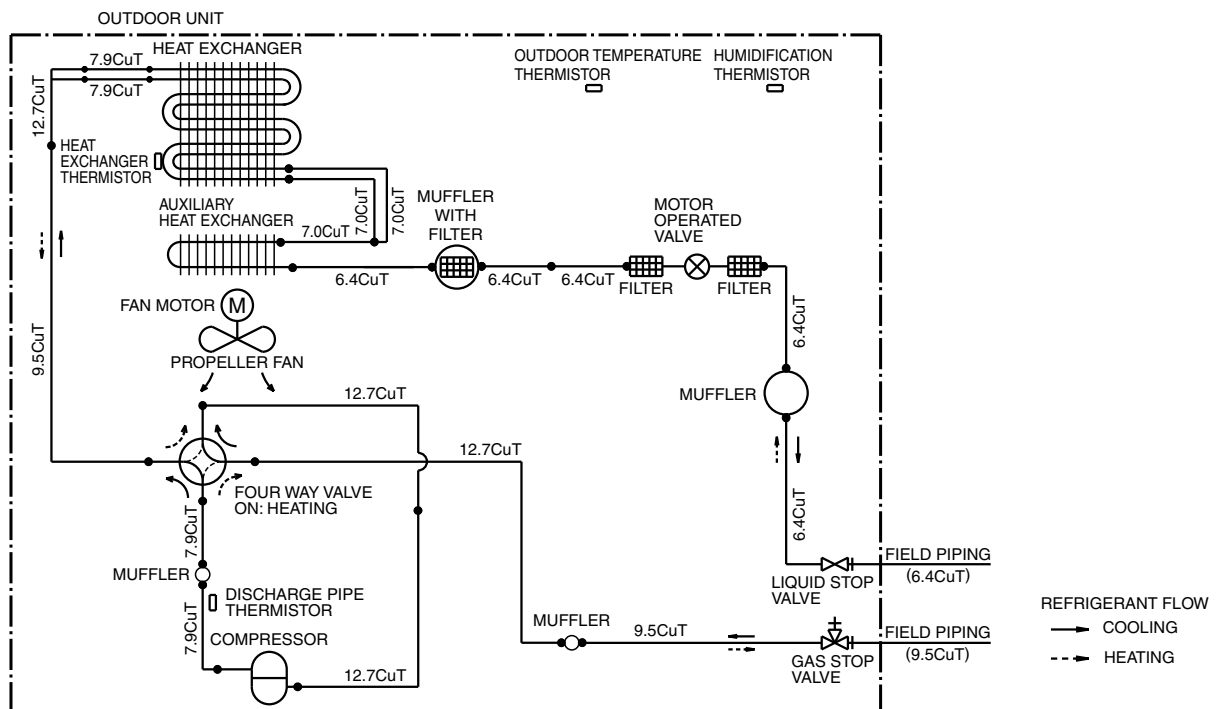 OUTDOOR UNIT
7.9CuT
HEAT EXCHANGER
7.9CuT
12.7CuT
OUTDOOR TEMPERATURE
THERMISTOR
HUMIDIFICATION
THERMISTOR
HEAT
EXCHANGER
THERMISTOR
AUXILIARY
HEAT EXCHANGER
7.0CuT
7.0CuT
7.0CuT
MUFFLER
WITH
FILTER
MOTOR
OPERATED
VALVE
6.4CuT
6.4CuT
6.4CuT
FILTER
FILTER
FAN MOTOR
M
PROPELLER FAN
9.5CuT
6.4CuT
MUFFLER
12.7CuT
12.7CuT
FOUR WAY VALVE
ON: HEATING
7.9CuT
6.4CuT
MUFFLER
DISCHARGE PIPE
THERMISTOR
7.9CuT
COMPRESSOR
12.7CuT
MUFFLER
9.5CuT
LIQUID STOP
VALVE
FIELD PIPING
(6.4CuT)
GAS STOP
VALVE
FIELD PIPING
(9.5CuT)
REFRIGERANT FLOW
COOLING
HEATING